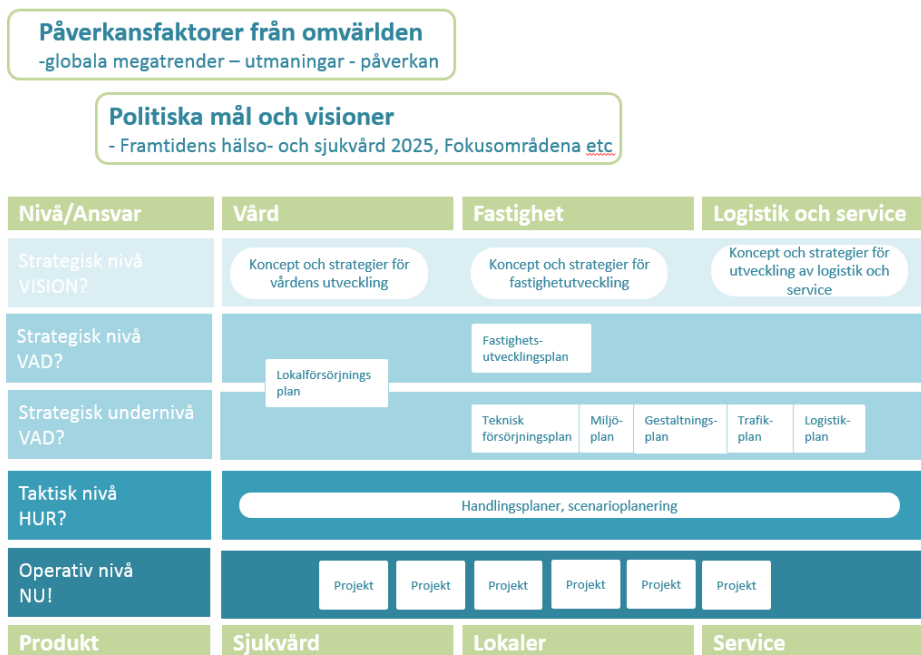 Påverkansfaktorer från omvärlden
-globala megatrender – utmaningar - påverkan
Politiska mål och visioner
- Framtidens hälso- och sjukvård 2025, Fokusområdena etc
Nivå/Ansvar
Vård
Fastighet
Logistik och service
Strategisk nivå
VISION?
Koncept och strategier för
vårdens utveckling
Koncept och strategier för
fastighetutveckling
Koncept och strategier för
utveckling av logistik och
service
Strategisk nivå
VAD?
Fastighets-
utvecklingsplan
Lokalförsörjnings
plan
Strategisk undernivå
VAD?
Teknisk
försörjningsplan
Miljö-
plan
Gestaltnings-
plan
Trafik-
plan
Logistik-
plan
Taktisk nivå
HUR?
Handlingsplaner, scenarioplanering
Operativ nivå
NU!
Projekt
Projekt
Projekt
Projekt
Projekt
Projekt
Produkt
Sjukvård
Lokaler
Service